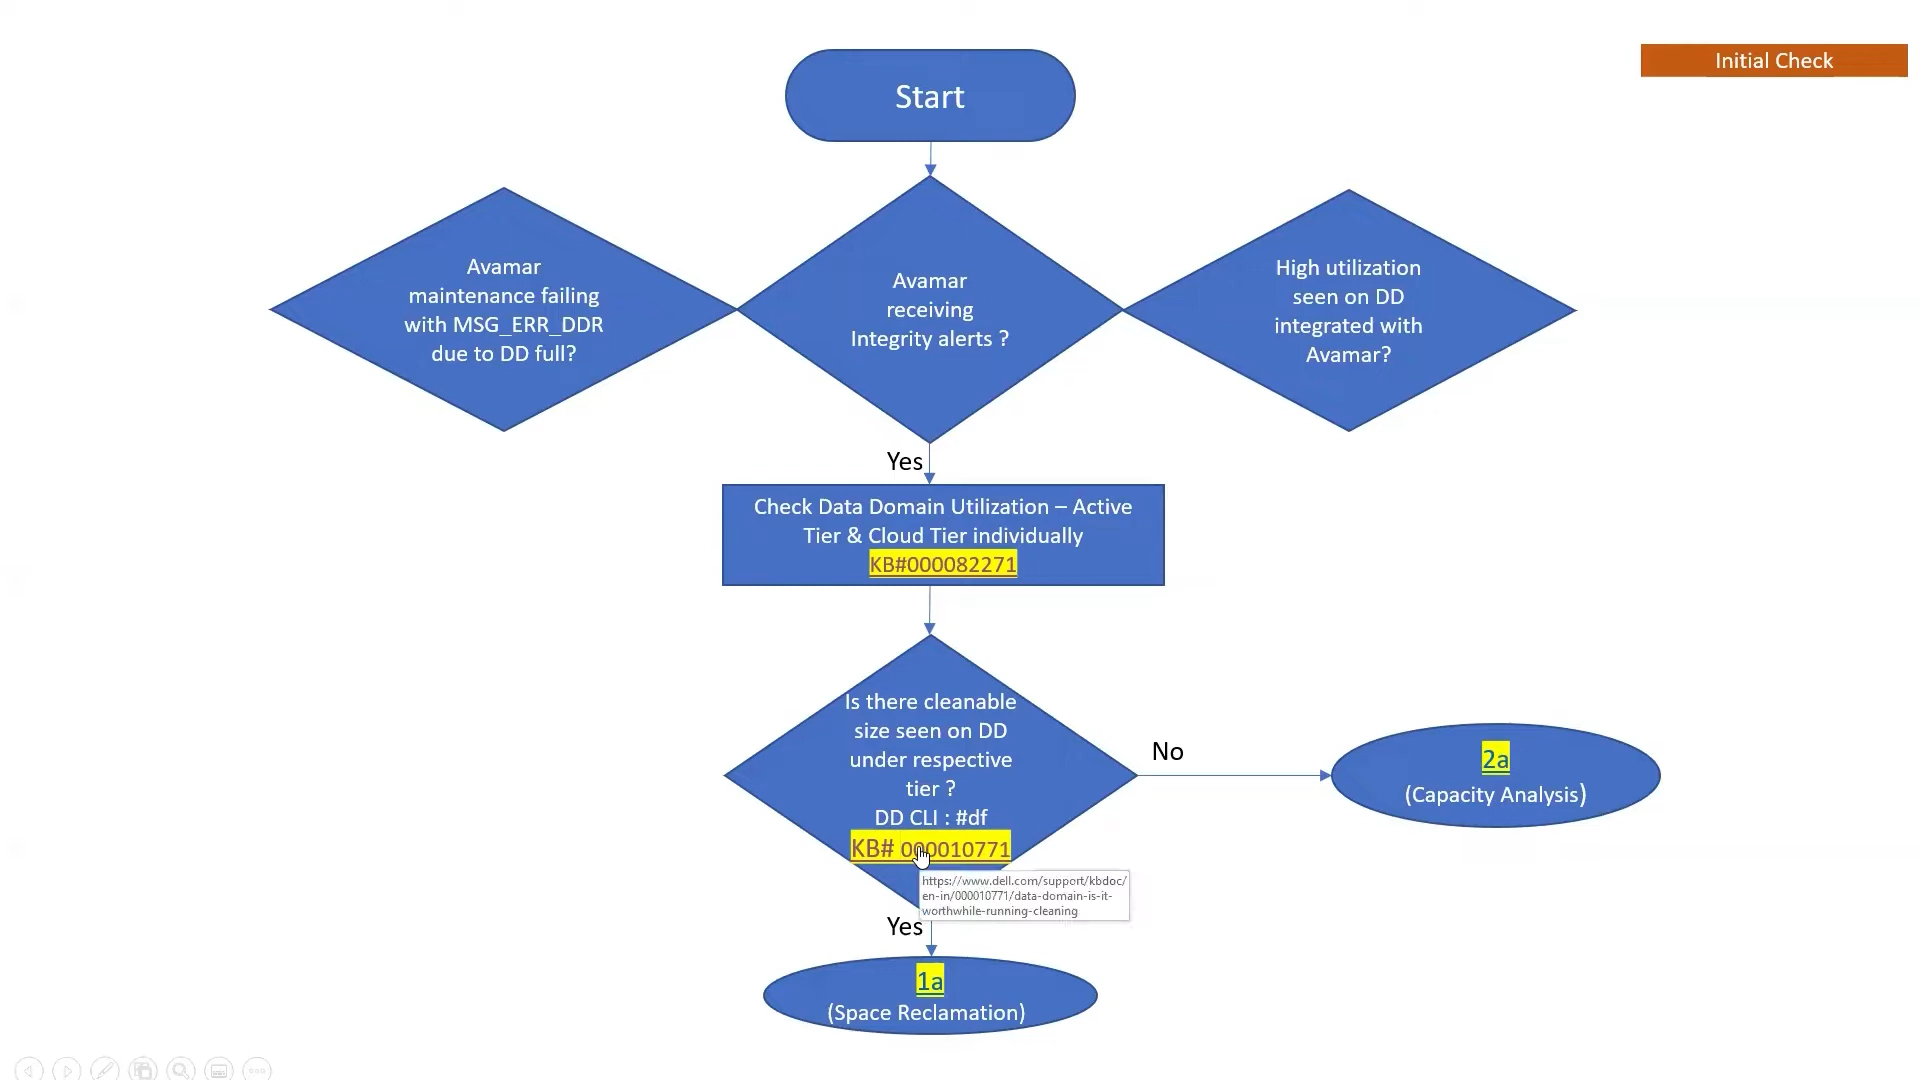 Initial Check
Start
Avamar
maintenance failing
with MSG_ERR_DDR
due to DD full?
Avamar
receiving
Integrity alerts ?
High utilization
seen on DD
integrated with
Avamar?
Yes
Check Data Domain Utilization – Active
Tier & Cloud Tier individually
KB#000082271
Is there cleanable
size seen on DD
under respective
tier ?
DD CLI : #df
KB# 000010771
https://www.dell.com/support/kbdoc/
en-in/000010771/data-domain-is-it-
worthwhile-running-cleaning
No
2a
(Capacity Analysis)
Yes
1a
(Space Reclamation)